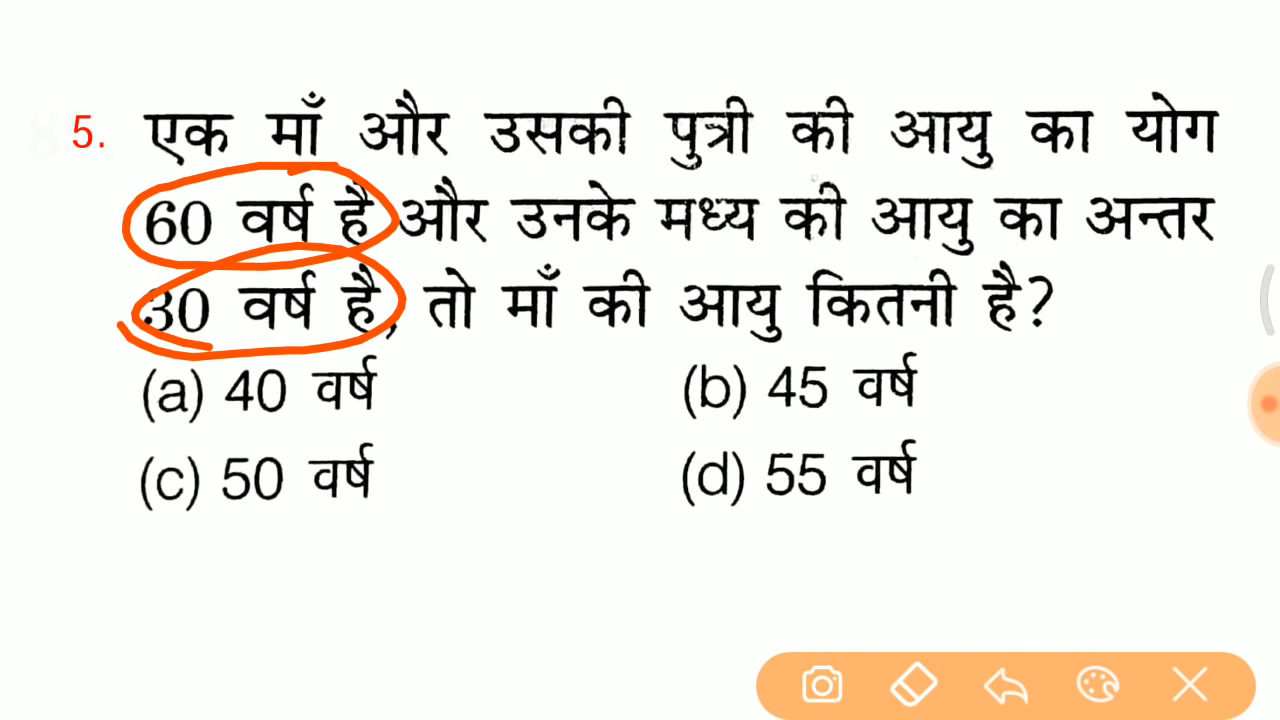 5. एक माँ और उसकी पुत्री की आयु का योग
60 वर्ष है और उनके मध्य की आयु का अन्तर
30 वर्ष है, तो माँ की आयु कितनी है?
(a) 40 वर्ष (b) 45 वर्ष
(c) 50 वर्ष (d) 55 वर्ष